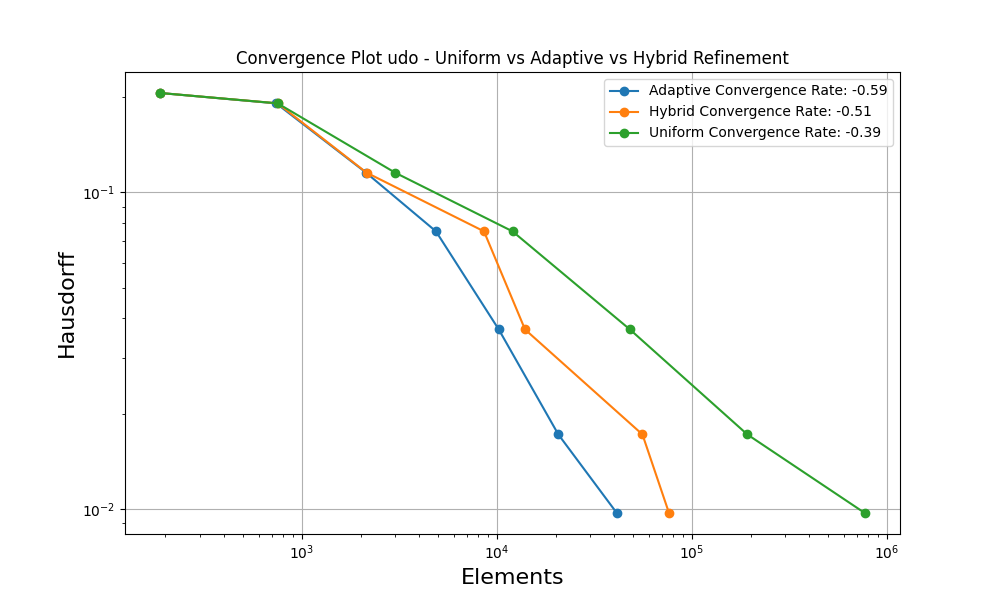 Convergence Plot udo - Uniform vs Adaptive vs Hybrid Refinement
Adaptive Convergence Rate: -0.59
Hybrid Convergence Rate: -0.51
Uniform Convergence Rate: -0.39
Hausdorff
10⁻¹
10⁻²
10³
10⁴
10⁵
10⁶
Elements